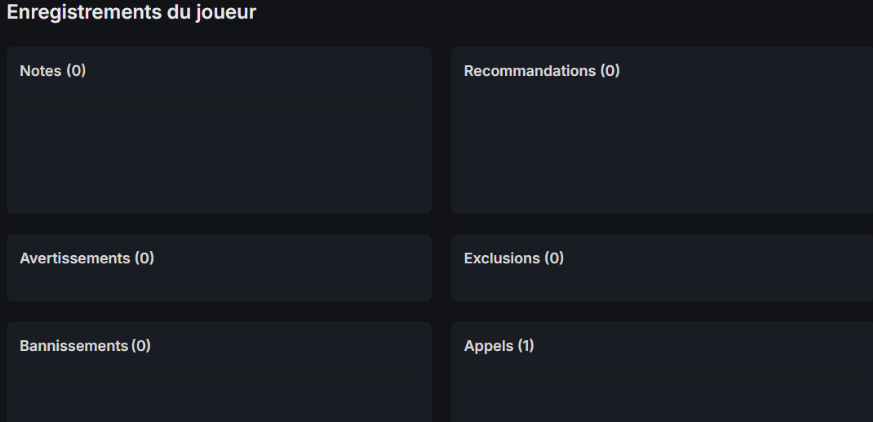 Enregistrements du joueur
Notes (0)
Recommandations (0)
Avertissements (0)
Exclusions (0)
Bannissements (0)
Appels (1)